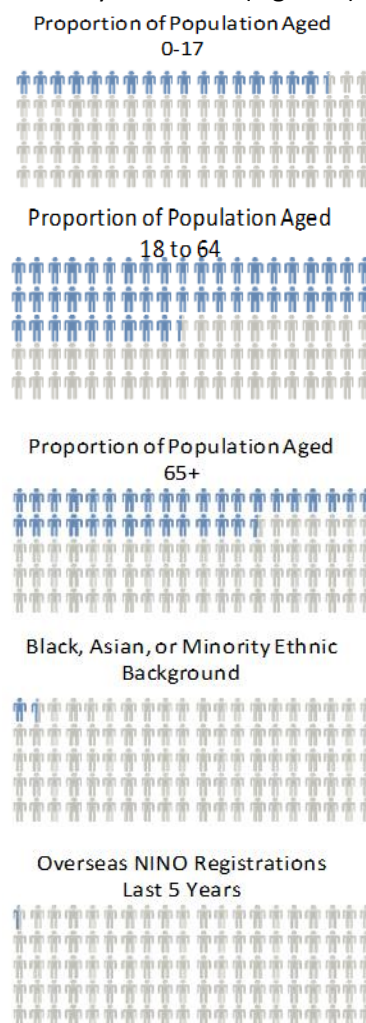 Proportion of Population Aged
0-17
Proportion of Population Aged
18 to 64
Proportion of Population Aged
65+
Black, Asian, or Minority Ethnic
Background
Overseas NINO Registrations
Last 5 Years